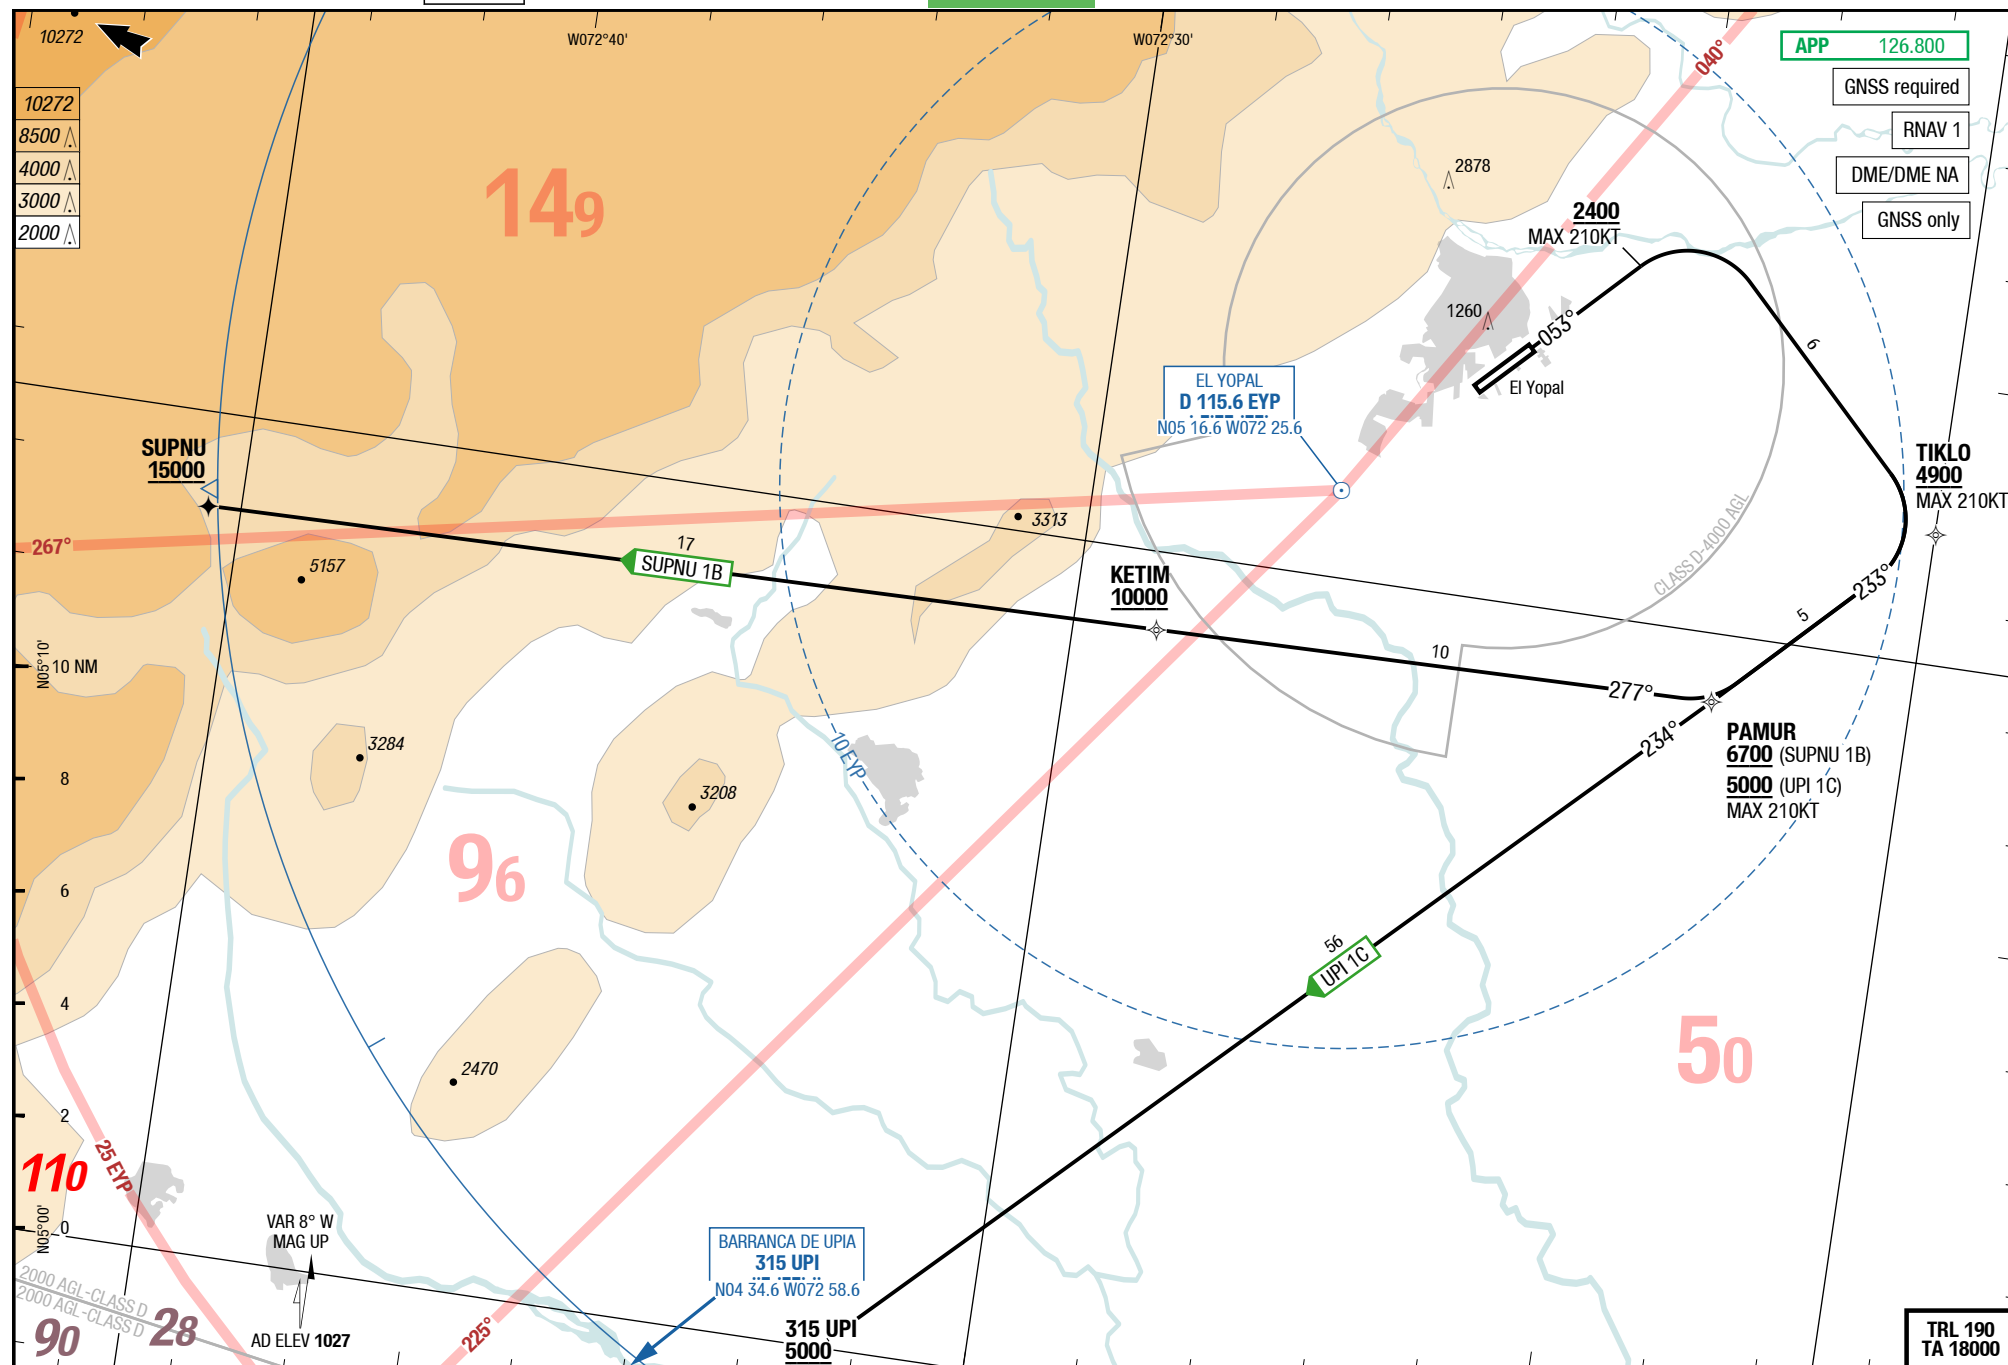 10272
W072°40'
W072°30'
040°
APP 126.800
GNSS required
RNAV 1
DME/DME NA
GNSS only
10272
8500
4000
3000
2000
149
2878
2400
MAX 210KT
1260
053°
El Yopal
6
EL YOPAL
D 115.6 EYP
N05 16.6 W072 25.6
SUPNU
15000
TIKLO
4900
MAX 210KT
CLASS D-4000 AGL
267°
3313
17
SUPNU 1B
5157
KETIM
10000
233°
5
10
277°
234°
PAMUR
6700 (SUPNU 1B)
5000 (UPI 1C)
MAX 210KT
N05°10'
10 NM
8
6
4
2
0
3284
3208
10 EYP
96
56
UPI 1C
50
2470
25 EYP
110
N05°00'
VAR 8° W
MAG UP
BARRANCA DE UPIA
315 UPI
N04 34.6 W072 58.6
2000 AGL-CLASS D
2000 AGL-CLASS D
90
28
AD ELEV 1027
225°
315 UPI
5000
TRL 190
TA 18000